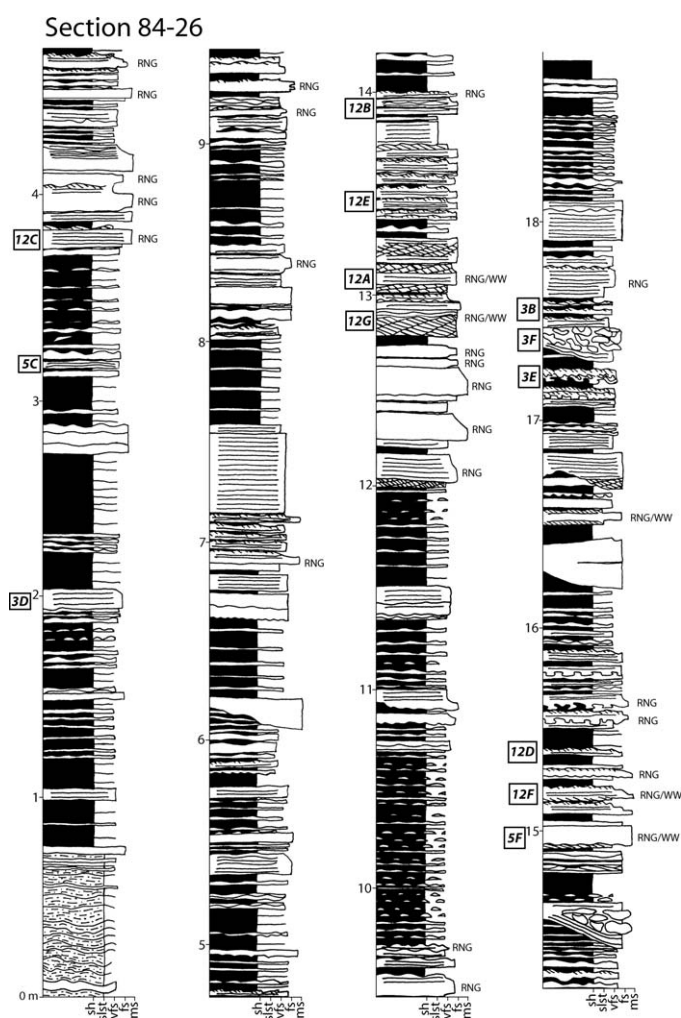 Section 84-26
RNG
RNG
4
RNG
RNG
12C
RNG
5C
3
3D
2
1
0 m
sh
slst
vfs
fs
ms
RNG
RNG
9
RNG
8
7
RNG
6
5
sh
slst
vfs
fs
ms
14
RNG
12B
12E
12A
RNG/WW
13
12G
RNG/WW
RNG
RNG
RNG
RNG
RNG
12
11
10
RNG
RNG
sh
slst
vfs
fs
ms
18
RNG
3B
3F
3E
17
RNG/WW
16
RNG
RNG
12D
RNG
12F
RNG/WW
15
5F
RNG/WW
sh
slst
vfs
fs
ms